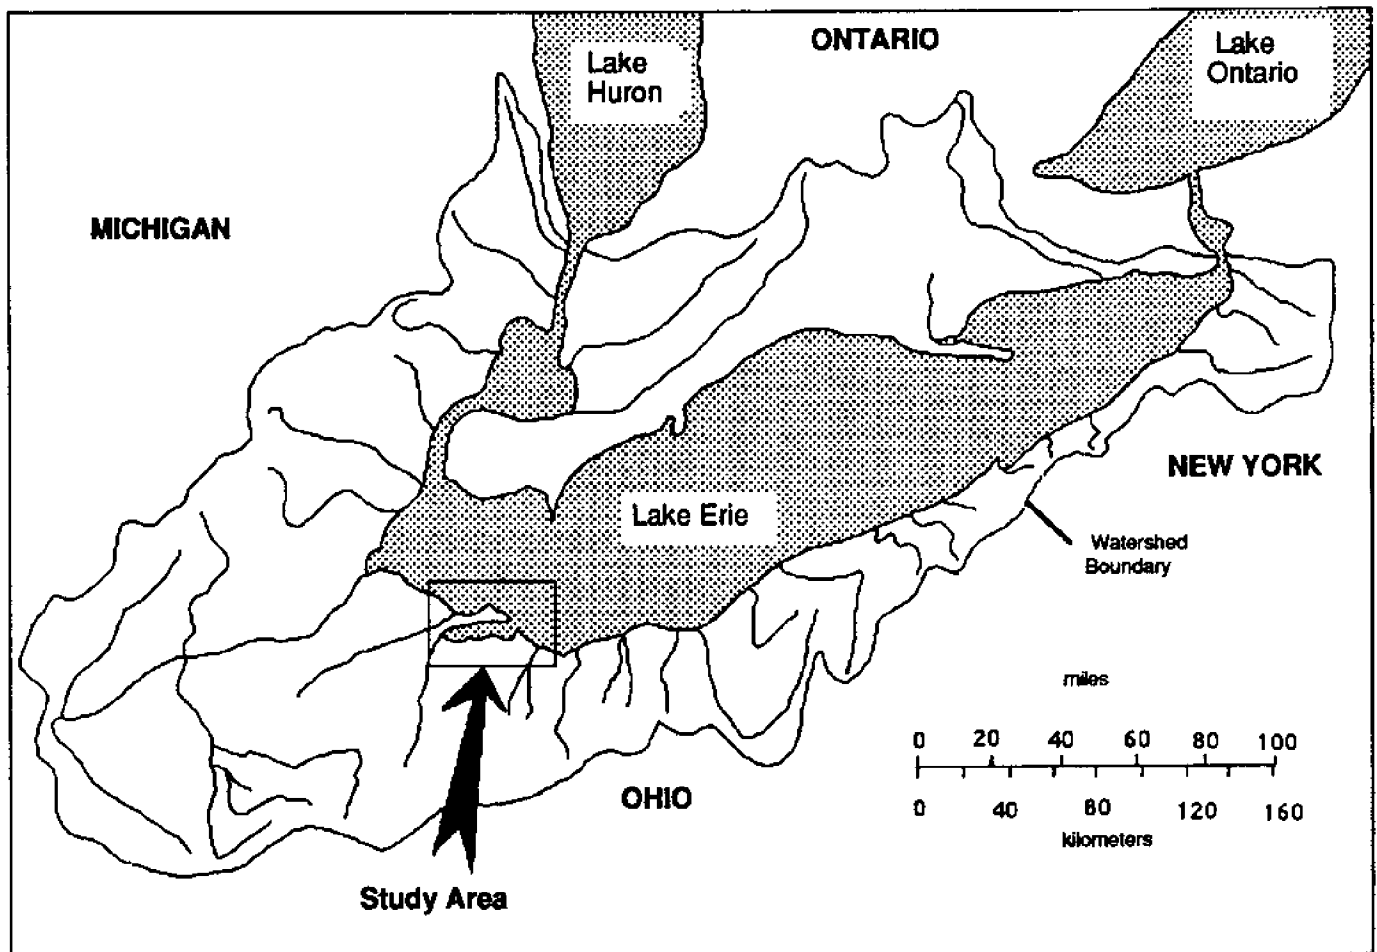 ONTARIO
Lake
Huron
Lake
Ontario
MICHIGAN
NEW YORK
Lake Erie
Watershed
Boundary
miles
0 20 40 60 80 100
0 40 80 120 160
kilometers
OHIO
Study Area